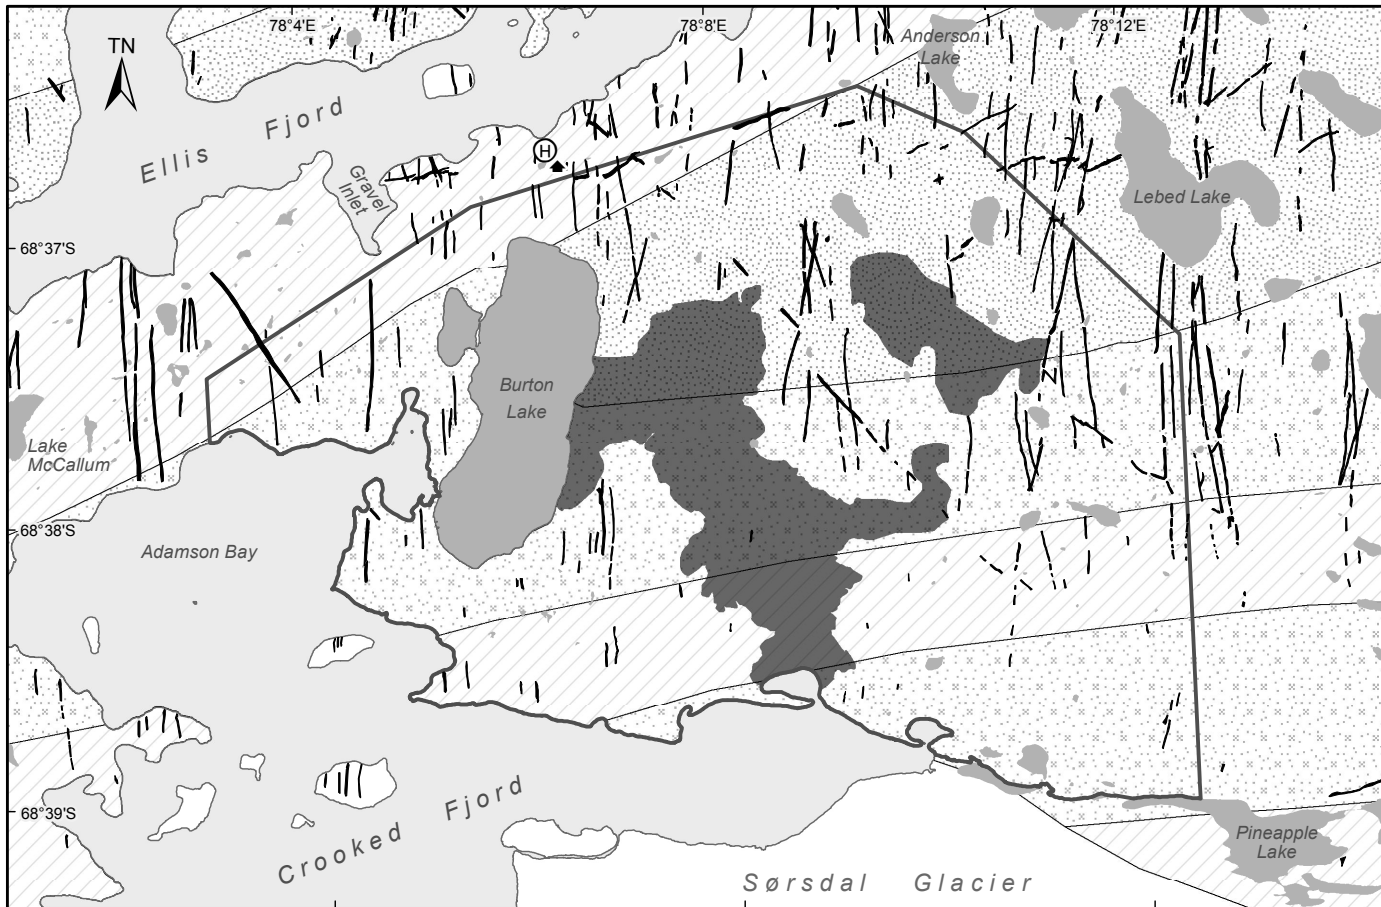 78°4'E
78°8'E
78°12'E
TN
Anderson
Lake
Ellis Fjord
H
Gravel
Inlet
Lebed Lake
68°37'S
Burton
Lake
Lake
McCallum
68°38'S
Adamson Bay
68°39'S
Crooked Fjord
Pineapple
Lake
Sørsdal Glacier